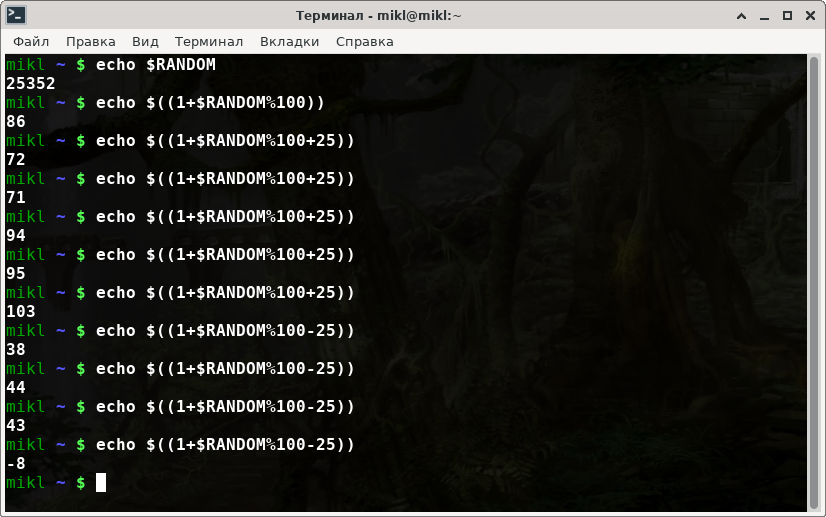 Терминал - mikl@mikl:~
Файл Правка Вид Терминал Вкладки Справка
mikl ~ $ echo $RANDOM
25352
mikl ~ $ echo $((1+$RANDOM%100))
86
mikl ~ $ echo $((1+$RANDOM%100+25))
72
mikl ~ $ echo $((1+$RANDOM%100+25))
71
mikl ~ $ echo $((1+$RANDOM%100+25))
94
mikl ~ $ echo $((1+$RANDOM%100+25))
95
mikl ~ $ echo $((1+$RANDOM%100+25))
103
mikl ~ $ echo $((1+$RANDOM%100-25))
38
mikl ~ $ echo $((1+$RANDOM%100-25))
44
mikl ~ $ echo $((1+$RANDOM%100-25))
43
mikl ~ $ echo $((1+$RANDOM%100-25))
-8
mikl ~ $